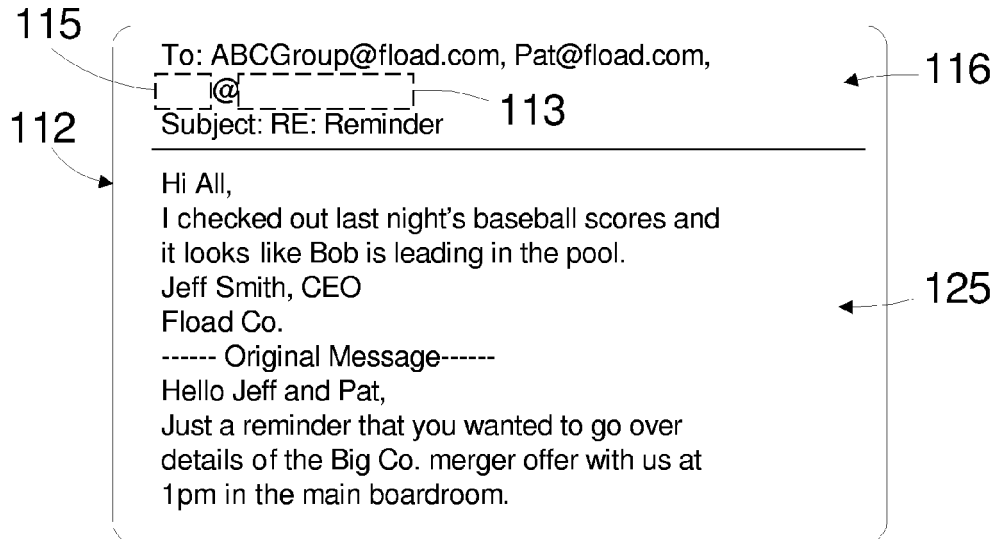 115
To: ABCGroup@fload.com, Pat@fload.com,
116
@
113
Subject: RE: Reminder
112
Hi All,
I checked out last night's baseball scores and
it looks like Bob is leading in the pool.
Jeff Smith, CEO
125
Fload Co.
------ Original Message------
Hello Jeff and Pat,
Just a reminder that you wanted to go over
details of the Big Co. merger offer with us at
1pm in the main boardroom.